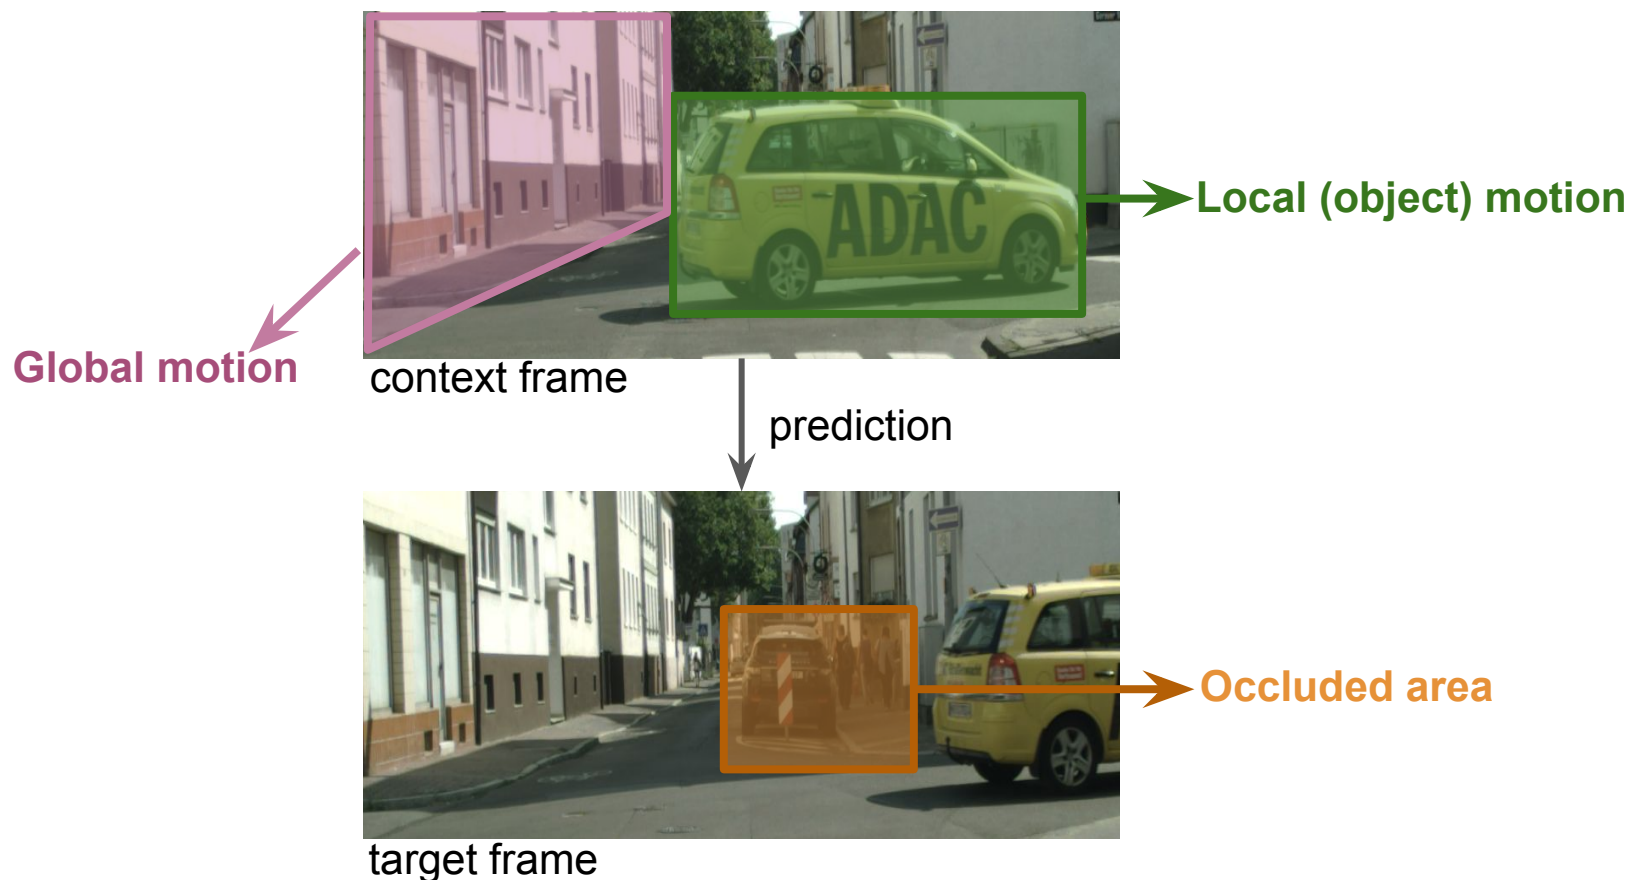 ADAC
Local (object) motion
Global motion
context frame
prediction
Occluded area
target frame